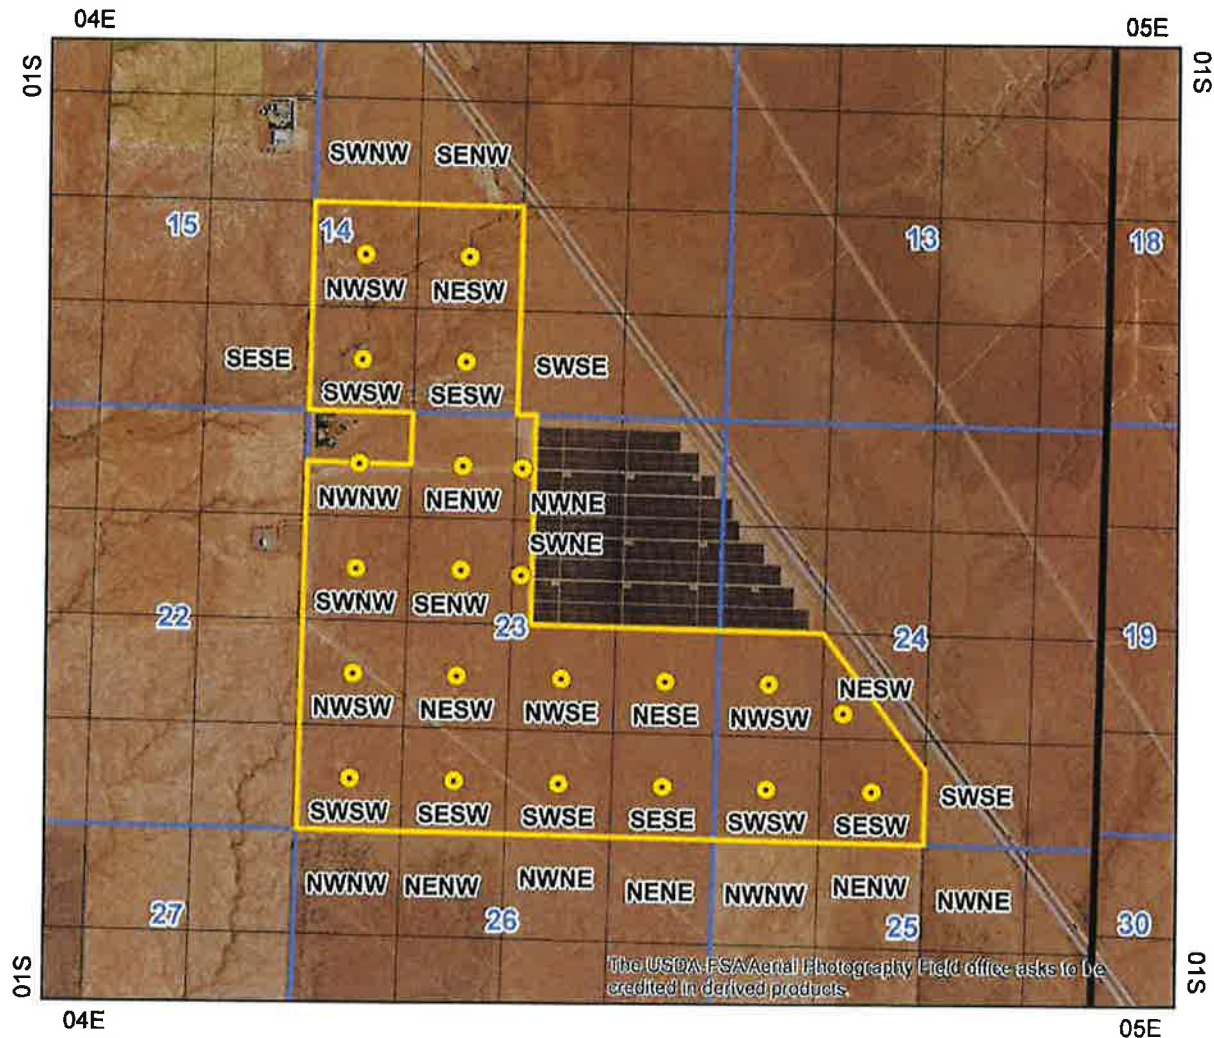 04E
05E
01S
01S
SWNW SENW
15
14
13
18
NWSW NESW
SESE
SWSE
SWSW SESW
NWNW NENW NWNE
SWNE
SWNW SENW
22
23
24
19
NESW
NWSW NESW NWSE NESE NWSW
SWSE
SWSW SESW SWSE SESE SWSW SESW
NWNW NENW NWNE NENE NWNW NENW NWNE
27
26
25
30
The USDA-FSA Aerial Photography Field office asks to be
credited in derived products.
01S
01S
04E
05E